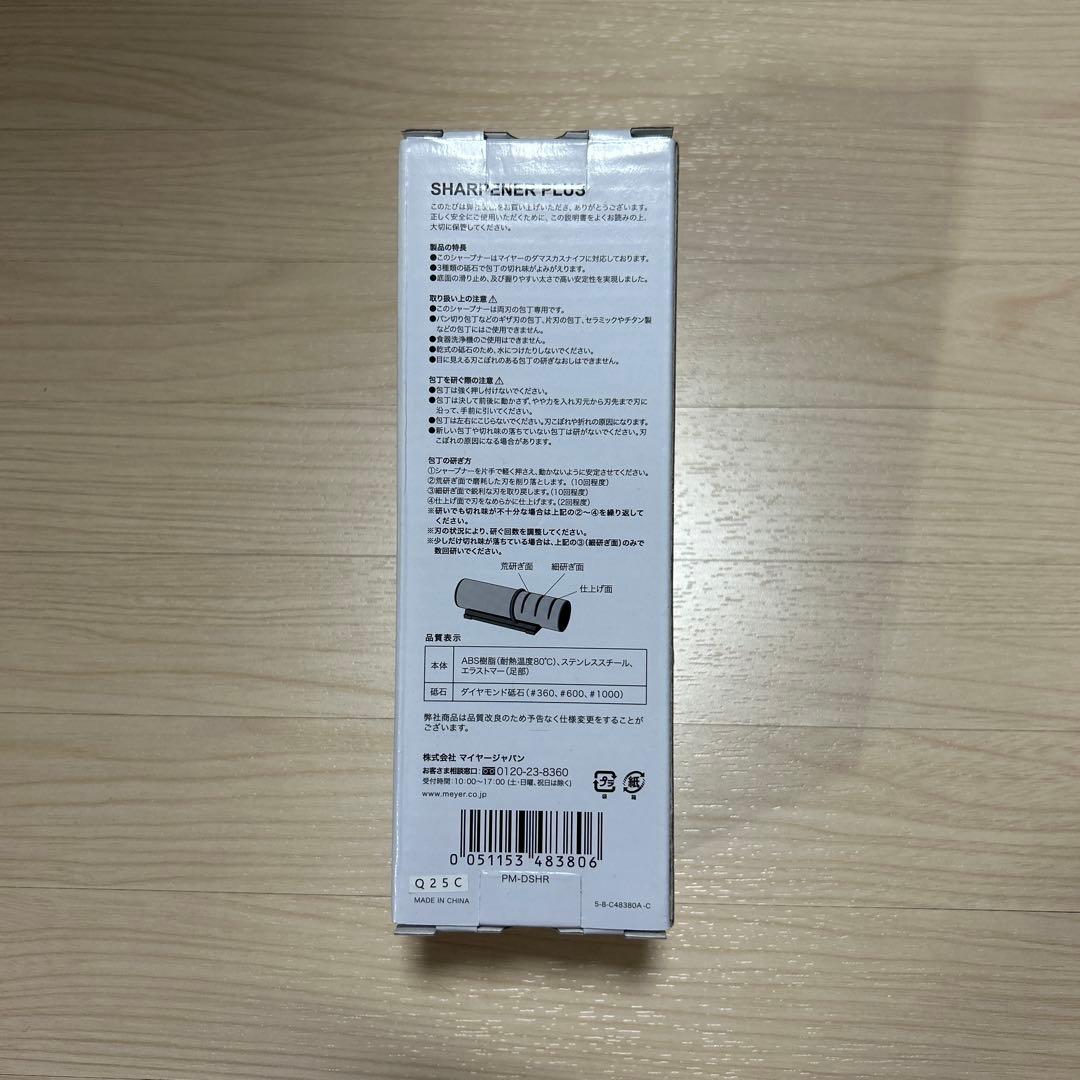 SHARPENER PLUS
このたびは弊社製品をお買い上げいただき、ありがとうございます。
正しく安全にご使用いただくために、この説明書をよくお読みの上、
大切に保管してください。
製品の特長
●このシャープナーはマイヤーのダマスカスナイフに対応しております。
●3種類の砥石で包丁の切れ味がよみがえります。
●底面の滑り止め、及び握りやすい太さで高い安定性を実現しました。
取り扱い上の注意⚠
●このシャープナーは両刃の包丁専用です。
●パン切り包丁などのギザ刃の包丁、片刃の包丁、セラミックやチタン製
などの包丁にはご使用できません。
●食器洗浄機のご使用はできません。
●乾式の砥石のため、水につけたりしないでください。
●目に見える刃こぼれのある包丁の研ぎなおしはできません。
包丁を研ぐ際の注意⚠
●包丁は強く押し付けないでください。
●包丁は決して前後に動かさず、やや力を入れ刃元から刃先まで刃に
沿って、手前に引いてください。
●包丁は左右にこじらないでください。刃こぼれや折れの原因になります。
●新しい包丁や切れ味の落ちていない包丁は研がないでください。刃
こぼれの原因になる場合があります。
包丁の研ぎ方
①シャープナーを片手で軽く押さえ、動かないように安定させてください。
②荒研ぎ面で磨耗した刃を削り落とします。(10回程度)
③細研ぎ面で鋭利な刃を取り戻します。(10回程度)
④仕上げ面で刃をなめらかに仕上げます。(2回程度)
※研いでも切れ味が不十分な場合は上記の②〜④を繰り返して
ください。
※刃の状況により、研ぐ回数を調整してください。
※少しだけ切れ味が落ちている場合は、上記の③(細研ぎ面)のみで
数回研いでください。
荒研ぎ面 細研ぎ面
仕上げ面
品質表示
本体 ABS樹脂(耐熱温度80℃)、ステンレススチール、
エラストマー(足部)
砥石 ダイヤモンド砥石(#360、#600、#1000)
弊社商品は品質改良のため予告なく仕様変更をすることが
ございます。
株式会社 マイヤージャパン
お客さま相談窓口:0120-23-8360
受付時間:10:00〜17:00 (土・日曜、祝日は除く)
www.meyer.co.jp
プラ 紙
袋 箱
0 051153 483806
PM-DSHR
Q25C
MADE IN CHINA
5-8-C48380A-C